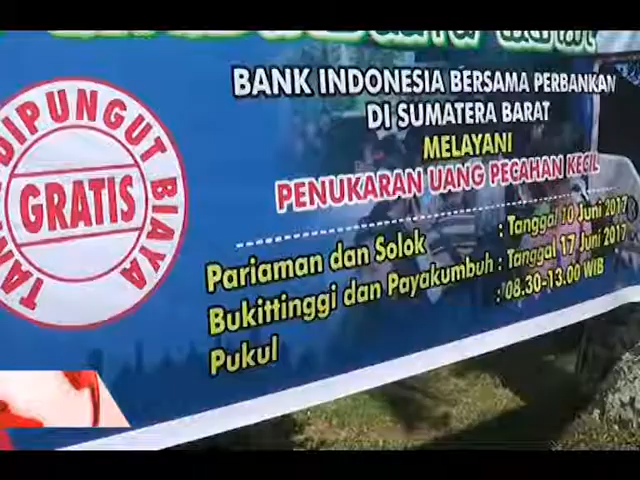 BANK INDONESIA BERSAMA PERBANKAN
DI SUMATERA BARAT
MELAYANI
PENUKARAN UANG PECAHAN KECIL
DIPUNGUT BIAYA
GRATIS
Pariaman dan Solok : Tanggal 10 Juni 2017
Bukittinggi dan Payakumbuh : Tanggal 17 Juni 2017
Pukul : 08.30-13.00 WIB